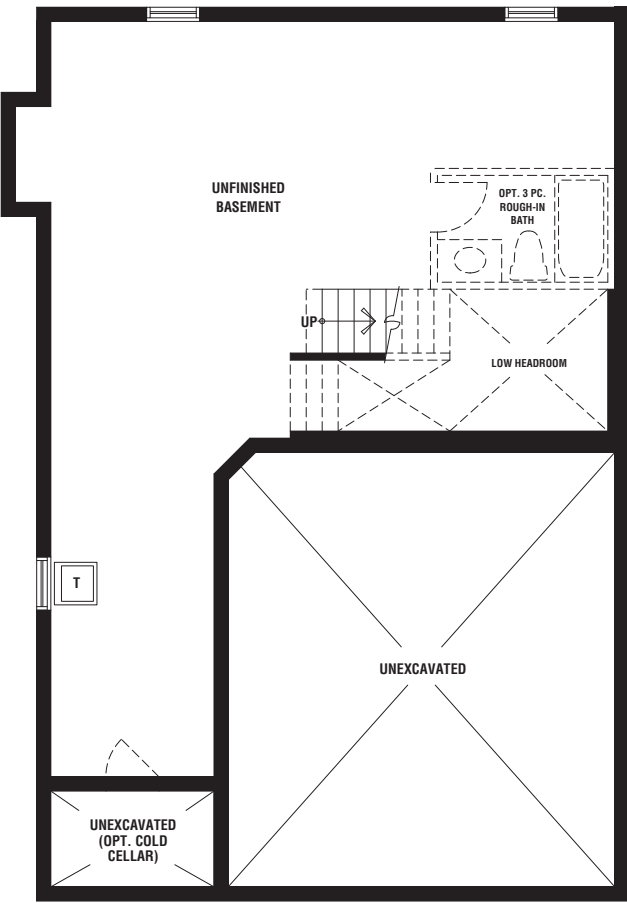 UNFINISHED
BASEMENT
OPT. 3 PC.
ROUGH-IN
BATH
UP
LOW HEADROOM
T
UNEXCAVATED
UNEXCAVATED
(OPT. COLD
CELLAR)